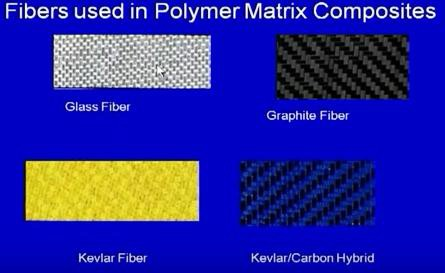 Fibers used in Polymer Matrix Composites
Glass Fiber
Graphite Fiber
Kevlar Fiber
Kevlar/Carbon Hybrid